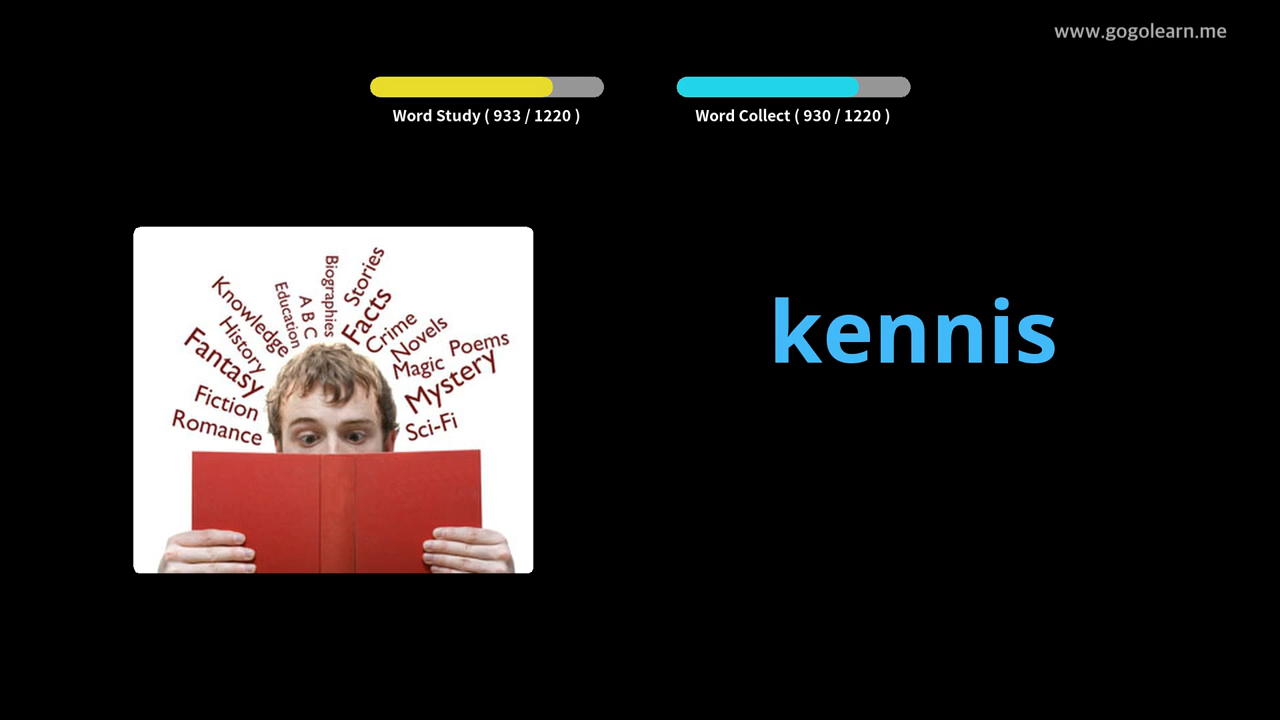 www.gogolearn.me
Word Study ( 933 / 1220 )
Word Collect ( 930 / 1220 )
Biographies
Stories
Knowledge
Education
A B C
Facts
Crime
Novels
History
Fantasy
Magic
Poems
Mystery
Fiction
Romance
Sci-Fi
kennis